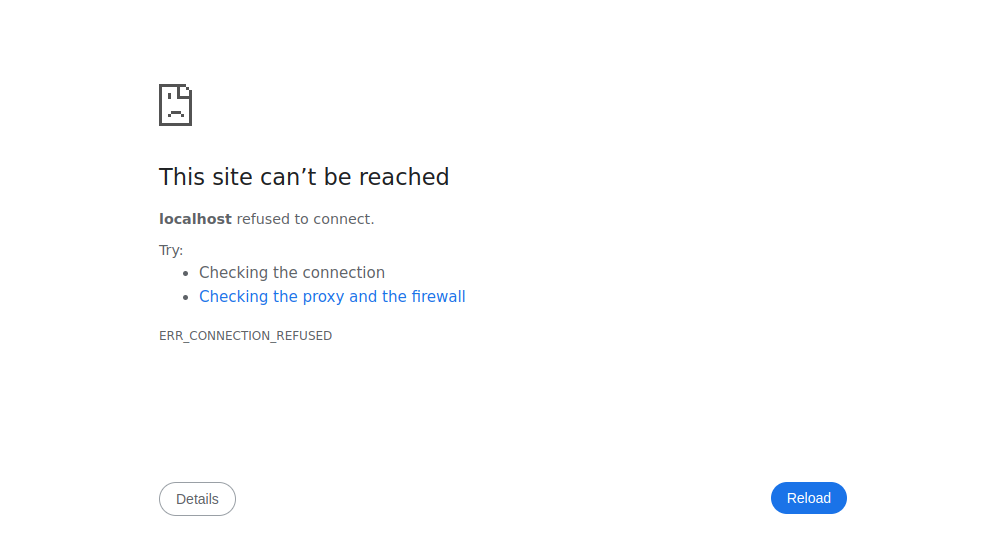 This site can’t be reached
localhost refused to connect.
Try:
Checking the connection
Checking the proxy and the firewall
ERR_CONNECTION_REFUSED
Details
Reload